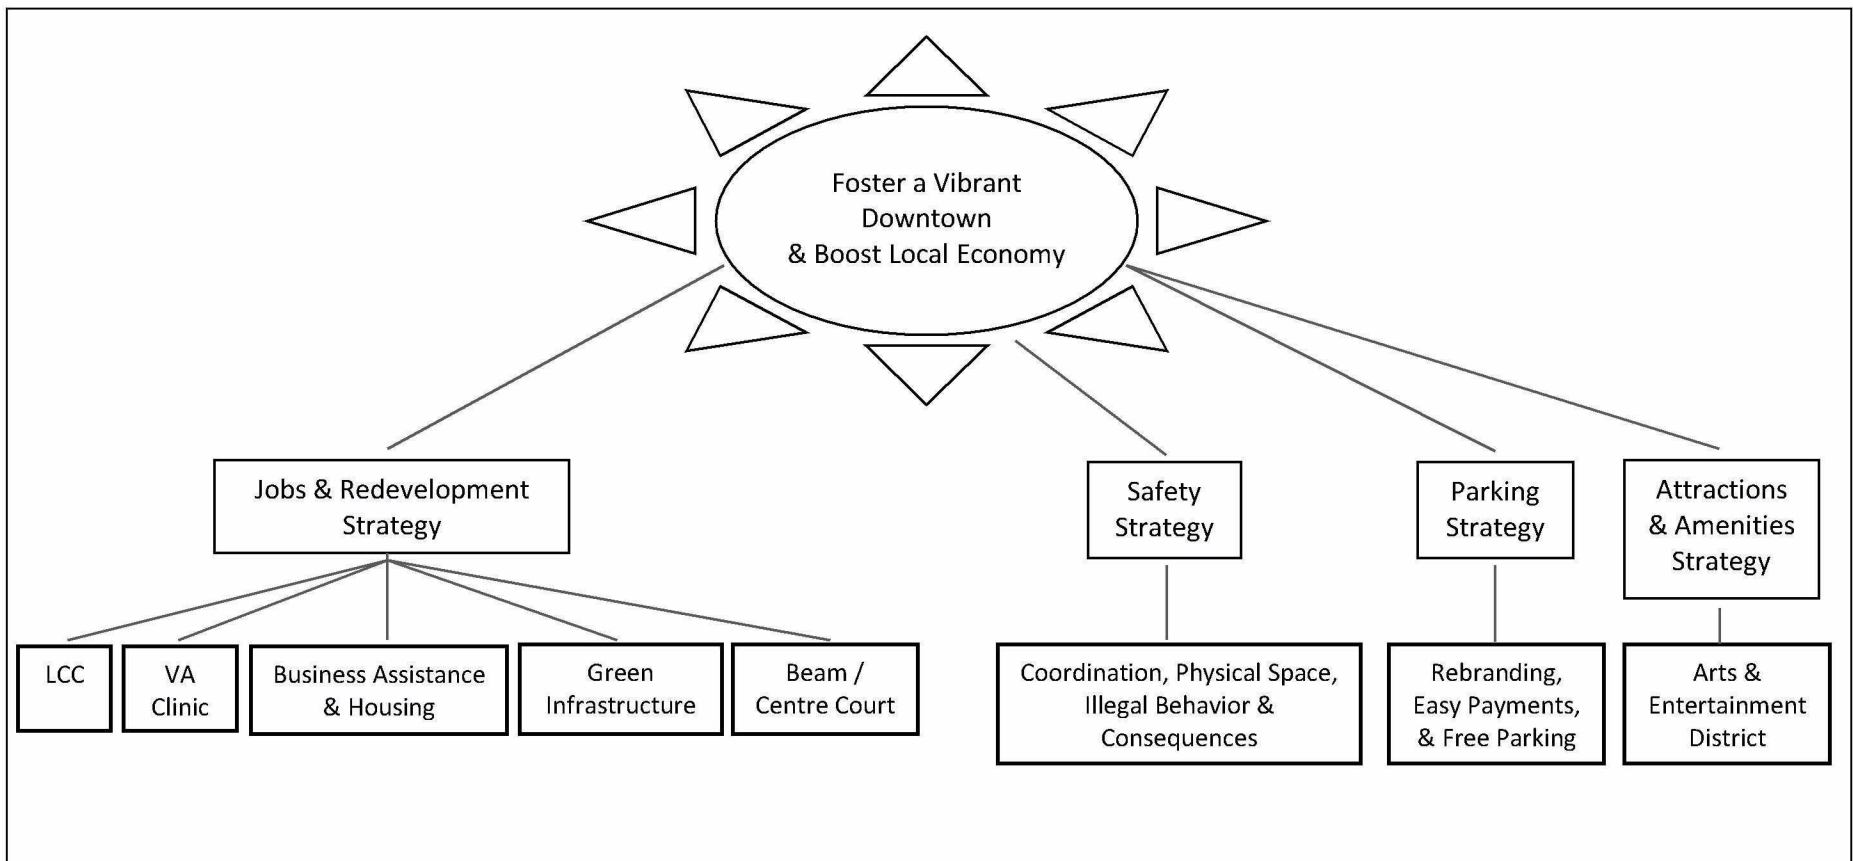 Foster a Vibrant
Downtown
& Boost Local Economy
Jobs & Redevelopment
Strategy
Safety
Strategy
Parking
Strategy
Attractions
& Amenities
Strategy
LCC
VA
Clinic
Business Assistance
& Housing
Green
Infrastructure
Beam /
Centre Court
Coordination, Physical Space,
Illegal Behavior &
Consequences
Rebranding,
Easy Payments,
& Free Parking
Arts &
Entertainment
District